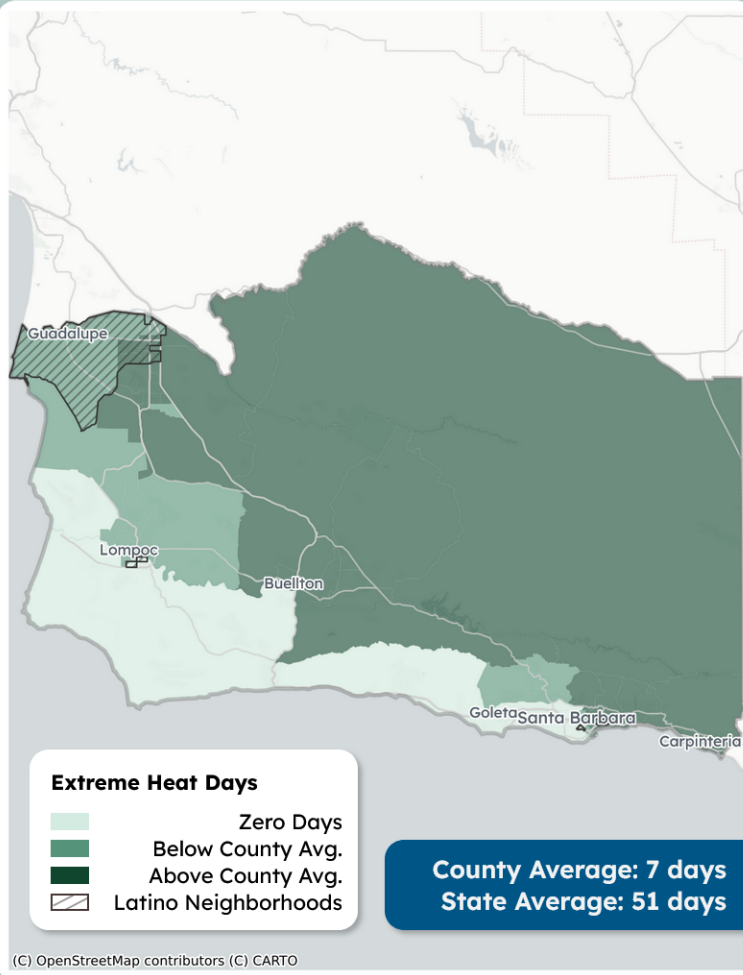 Guadalupe
Lompoc
Buellton
Goleta
Santa Barbara
Carpinteria
Extreme Heat Days
Zero Days
Below County Avg.
Above County Avg.
Latino Neighborhoods
County Average: 7 days
State Average: 51 days
(C) OpenStreetMap contributors (C) CARTO